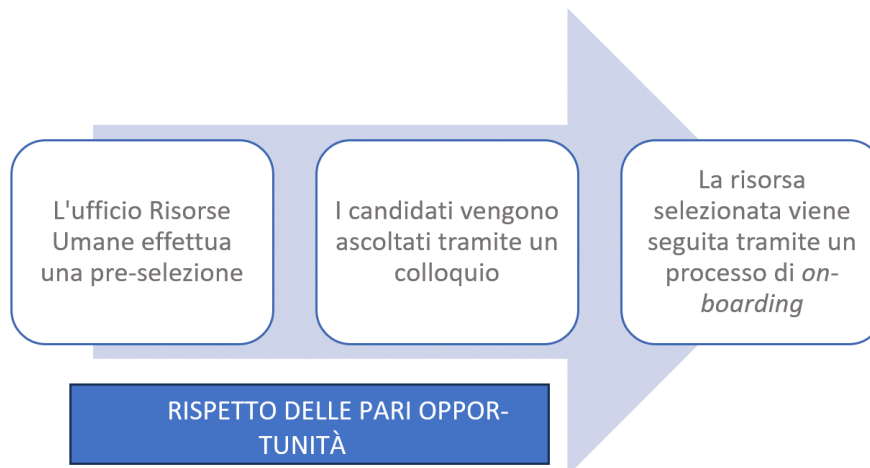 L'ufficio Risorse
Umane effettua
una pre-selezione
I candidati vengono
ascoltati tramite un
colloquio
La risorsa
selezionata viene
seguita tramite un
processo di on-
boarding
RISPETTO DELLE PARI OPPOR-
TUNITÀ